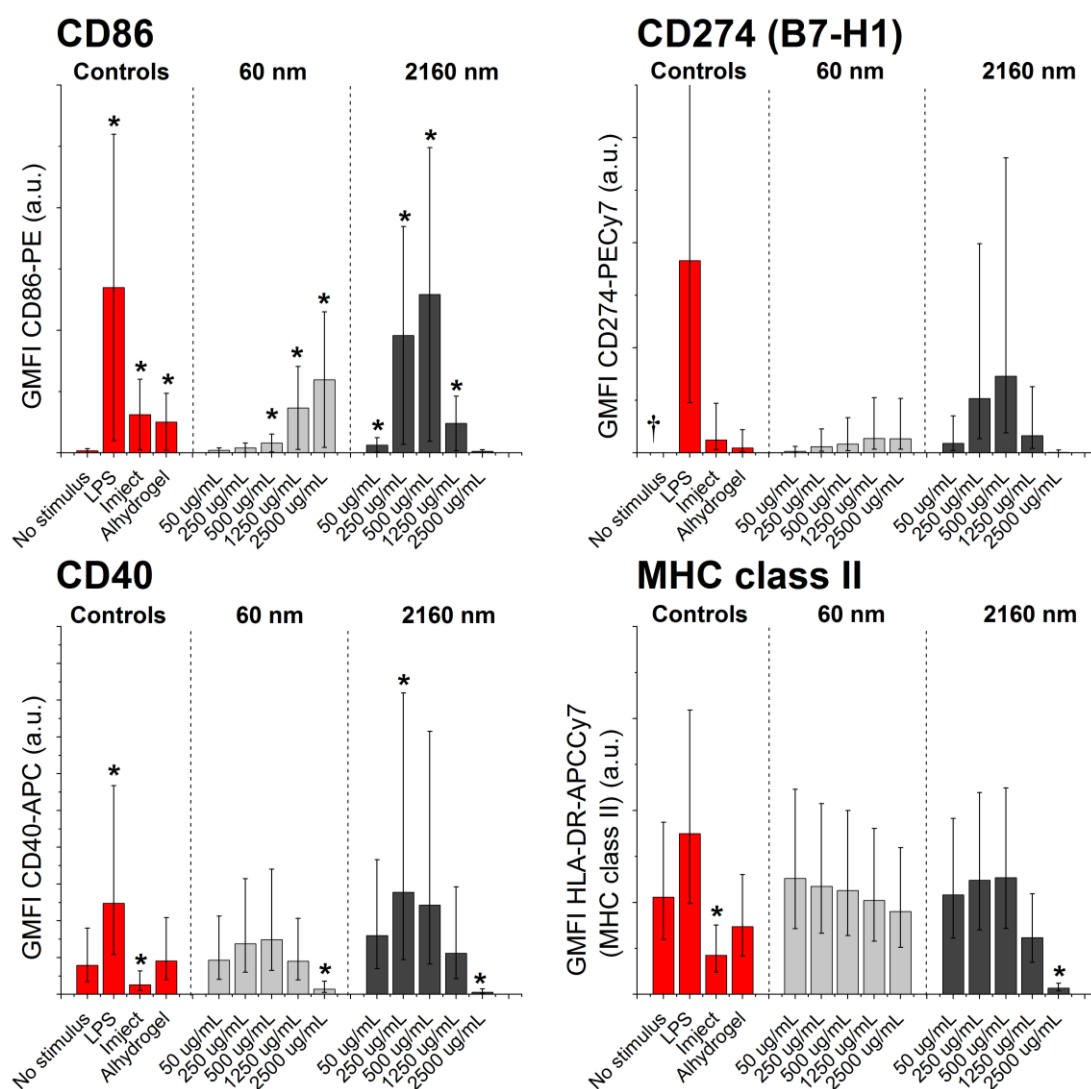 CD86
Controls
60 nm
2160 nm
GMFI CD86-PE (a.u.)
*
*
*
*
*
*
*
*
*
*
No stimulus
LPS
Imject
Alhydrogel
50 ug/mL
250 ug/mL
500 ug/mL
1250 ug/mL
2500 ug/mL
50 ug/mL
250 ug/mL
500 ug/mL
1250 ug/mL
2500 ug/mL
CD274 (B7-H1)
Controls
60 nm
2160 nm
GMFI CD274-PECy7 (a.u.)
†
No stimulus
LPS
Imject
Alhydrogel
50 ug/mL
250 ug/mL
500 ug/mL
1250 ug/mL
2500 ug/mL
50 ug/mL
250 ug/mL
500 ug/mL
1250 ug/mL
2500 ug/mL
CD40
Controls
60 nm
2160 nm
GMFI CD40-APC (a.u.)
*
*
*
*
*
No stimulus
LPS
Imject
Alhydrogel
50 ug/mL
250 ug/mL
500 ug/mL
1250 ug/mL
2500 ug/mL
50 ug/mL
250 ug/mL
500 ug/mL
1250 ug/mL
2500 ug/mL
MHC class II
Controls
60 nm
2160 nm
GMFI HLA-DR-APCCy7
(MHC class II) (a.u.)
*
*
No stimulus
LPS
Imject
Alhydrogel
50 ug/mL
250 ug/mL
500 ug/mL
1250 ug/mL
2500 ug/mL
50 ug/mL
250 ug/mL
500 ug/mL
1250 ug/mL
2500 ug/mL